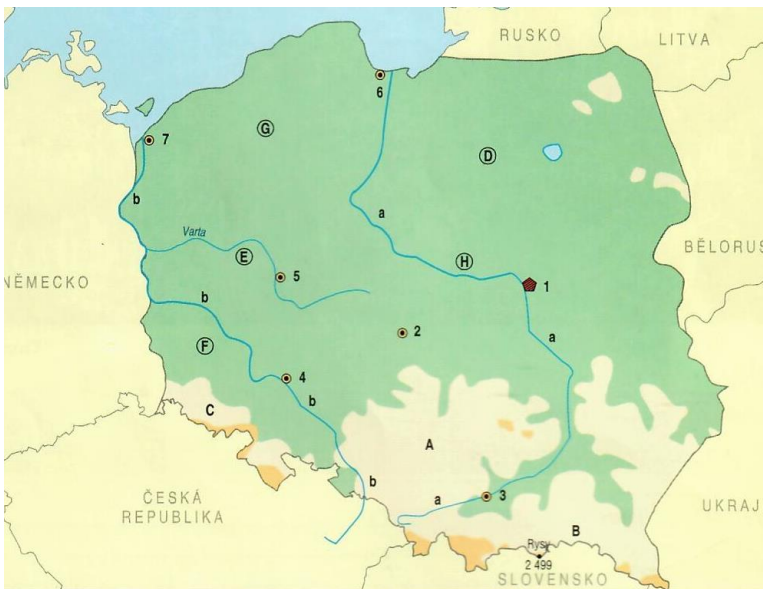 RUSKO
LITVA
6
G
7
D
b
a
Varta
H
E
5
1
BĚLORUS
NĚMECKO
b
2
a
F
4
b
C
A
b
a
3
ČESKÁ
REPUBLIKA
UKRAJ
B
Rysy
2 499
SLOVENSKO